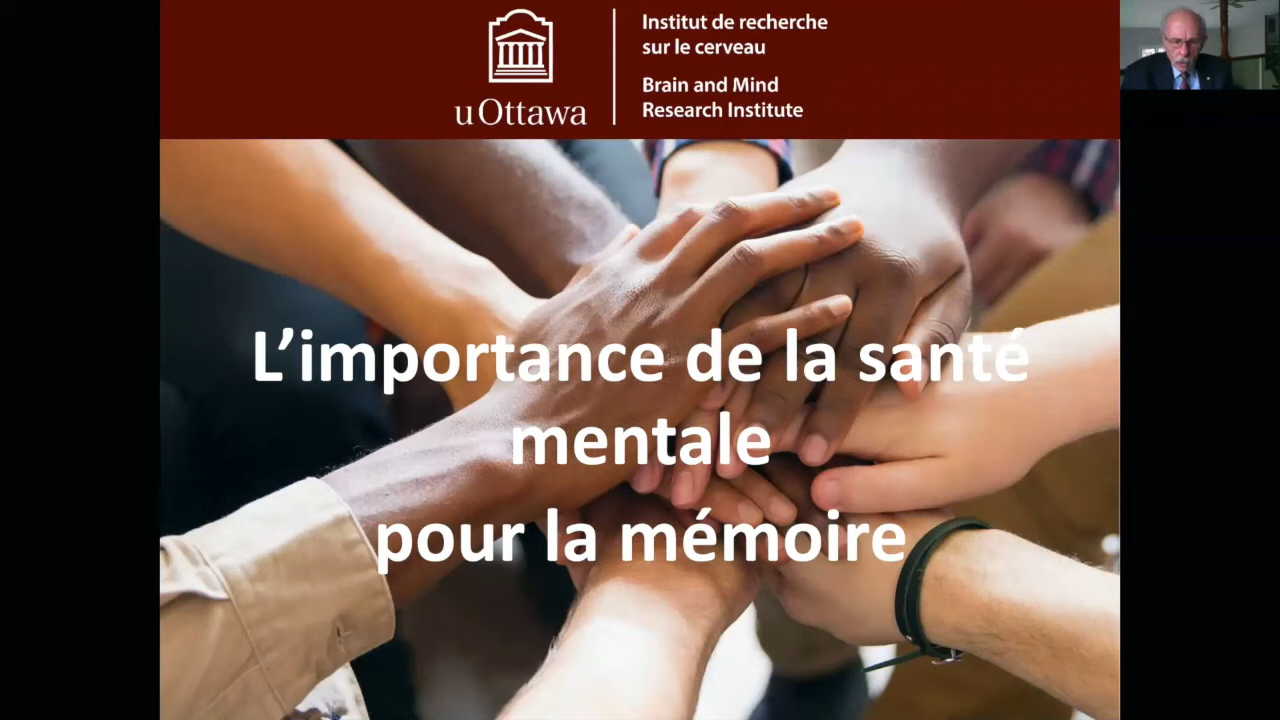 uOttawa
Institut de recherche
sur le cerveau
Brain and Mind
Research Institute
L’importance de la santé
mentale
pour la mémoire